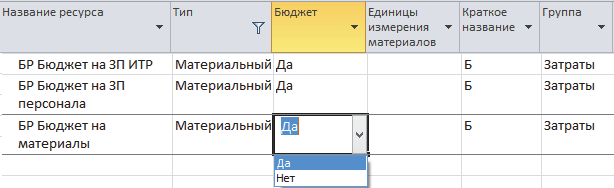 Название ресурса Тип Бюджет Единицы измерения материалов Краткое название Группа
БР Бюджет на ЗП ИТР Материальный Да Б Затраты
БР Бюджет на ЗП персонала Материальный Да Б Затраты
БР Бюджет на материалы Материальный Да Б Затраты
Да
Нет